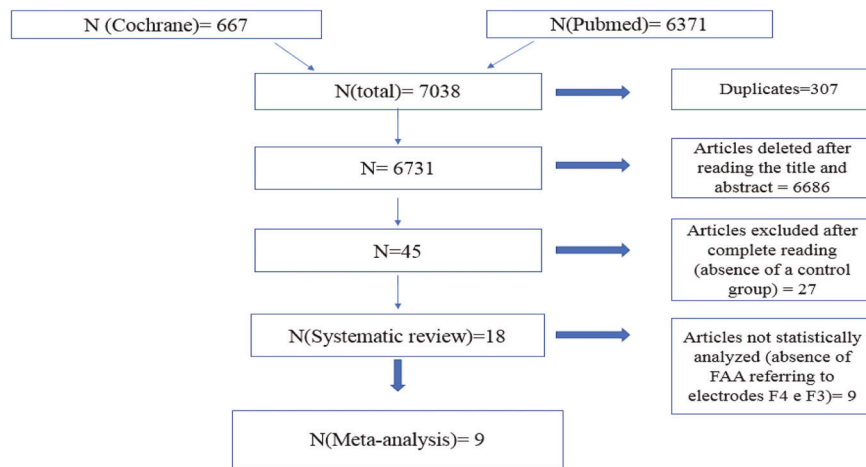 N (Cochrane)= 667
N(Pubmed)= 6371
N(total)= 7038
Duplicates=307
N= 6731
Articles deleted after
reading the title and
abstract = 6686
N=45
Articles excluded after
complete reading
(absence of a control
group) = 27
N(Systematic review)=18
Articles not statistically
analyzed (absence of
FAA referring to
electrodes F4 e F3)= 9
N(Meta-analysis)= 9